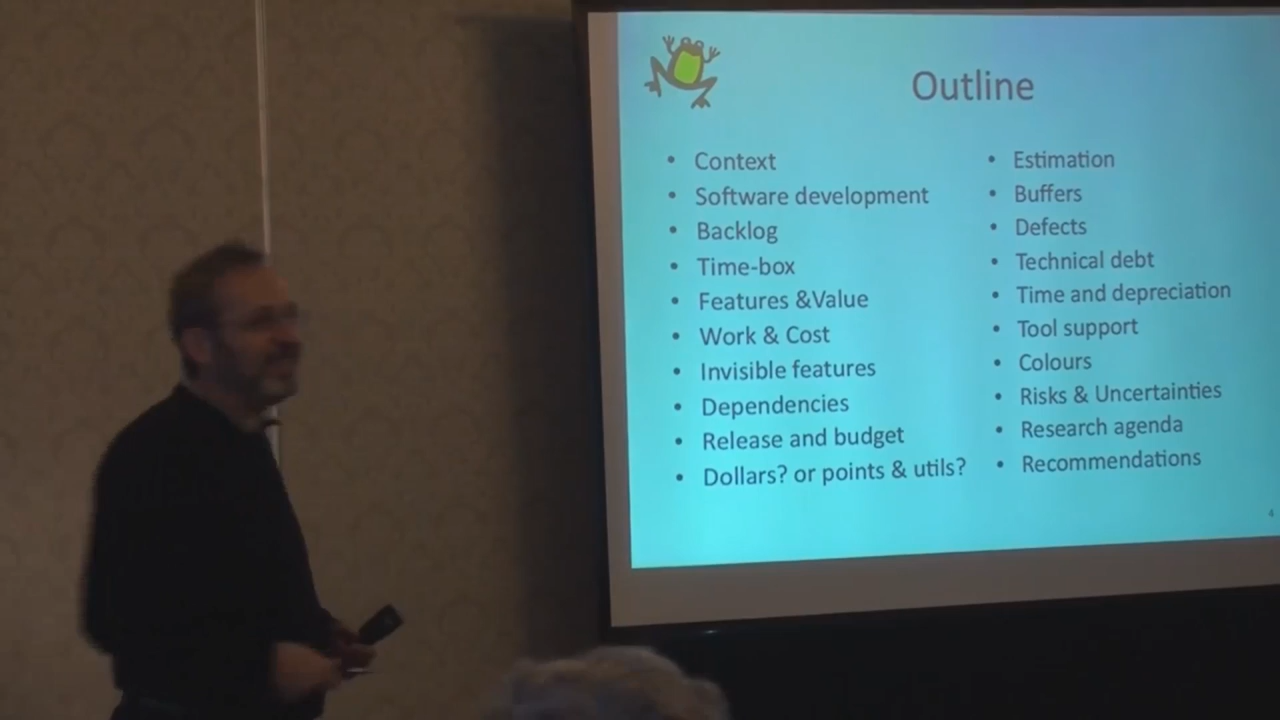 Outline
• Context
• Software development
• Backlog
• Time-box
• Features &Value
• Work & Cost
• Invisible features
• Dependencies
• Release and budget
• Dollars? or points & utils?
• Estimation
• Buffers
• Defects
• Technical debt
• Time and depreciation
• Tool support
• Colours
• Risks & Uncertainties
• Research agenda
• Recommendations
4